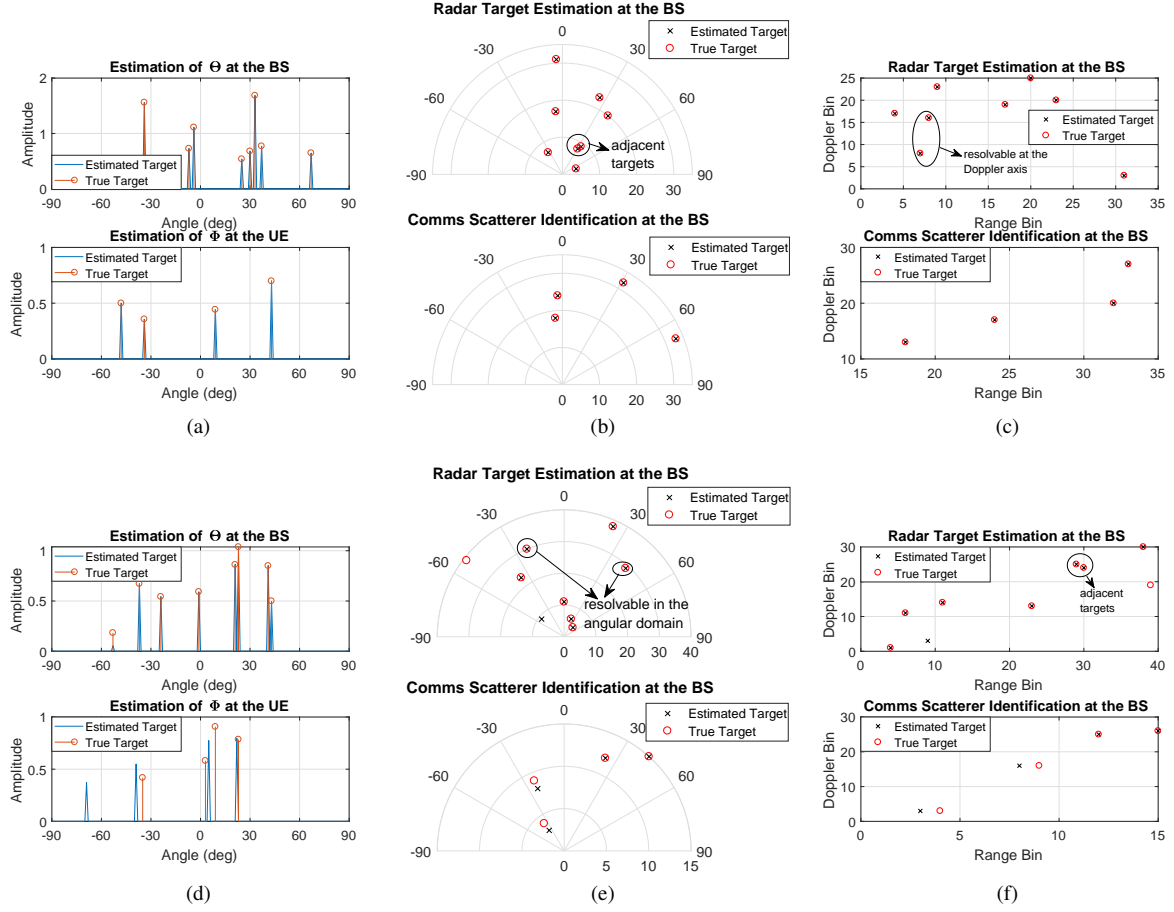 Estimation of Θ at the BS
2
1
0
Amplitude
Estimated Target
True Target
-90 -60 -30 0 30 60 90
Angle (deg)
Estimation of Φ at the UE
1
0.5
0
Amplitude
Estimated Target
True Target
-90 -60 -30 0 30 60 90
Angle (deg)
(a)
Radar Target Estimation at the BS
Estimated Target
True Target
0
-30
30
-60
60
-90
90
adjacent
targets
0 10 20 30
Comms Scatterer Identification at the BS
Estimated Target
True Target
0
-30
30
-60
60
-90
90
0 10 20 30
(b)
Radar Target Estimation at the BS
25
20
15
10
5
0
Doppler Bin
Estimated Target
True Target
resolvable at the
Doppler axis
0 5 10 15 20 25 30 35
Range Bin
Comms Scatterer Identification at the BS
30
20
10
Doppler Bin
Estimated Target
True Target
15 20 25 30 35
Range Bin
(c)
Estimation of Θ at the BS
1
0.5
0
Amplitude
Estimated Target
True Target
-90 -60 -30 0 30 60 90
Angle (deg)
Estimation of Φ at the UE
1
0.5
0
Amplitude
Estimated Target
True Target
-90 -60 -30 0 30 60 90
Angle (deg)
(d)
Radar Target Estimation at the BS
Estimated Target
True Target
0
-30
30
-60
60
-90
90
resolvable in the
angular domain
0 10 20 30 40
Comms Scatterer Identification at the BS
Estimated Target
True Target
0
-30
30
-60
60
-90
90
0 5 10 15
(e)
Radar Target Estimation at the BS
30
20
10
0
Doppler Bin
Estimated Target
True Target
adjacent
targets
0 10 20 30 40
Range Bin
Comms Scatterer Identification at the BS
30
20
10
0
Doppler Bin
Estimated Target
True Target
0 5 10 15
Range Bin
(f)